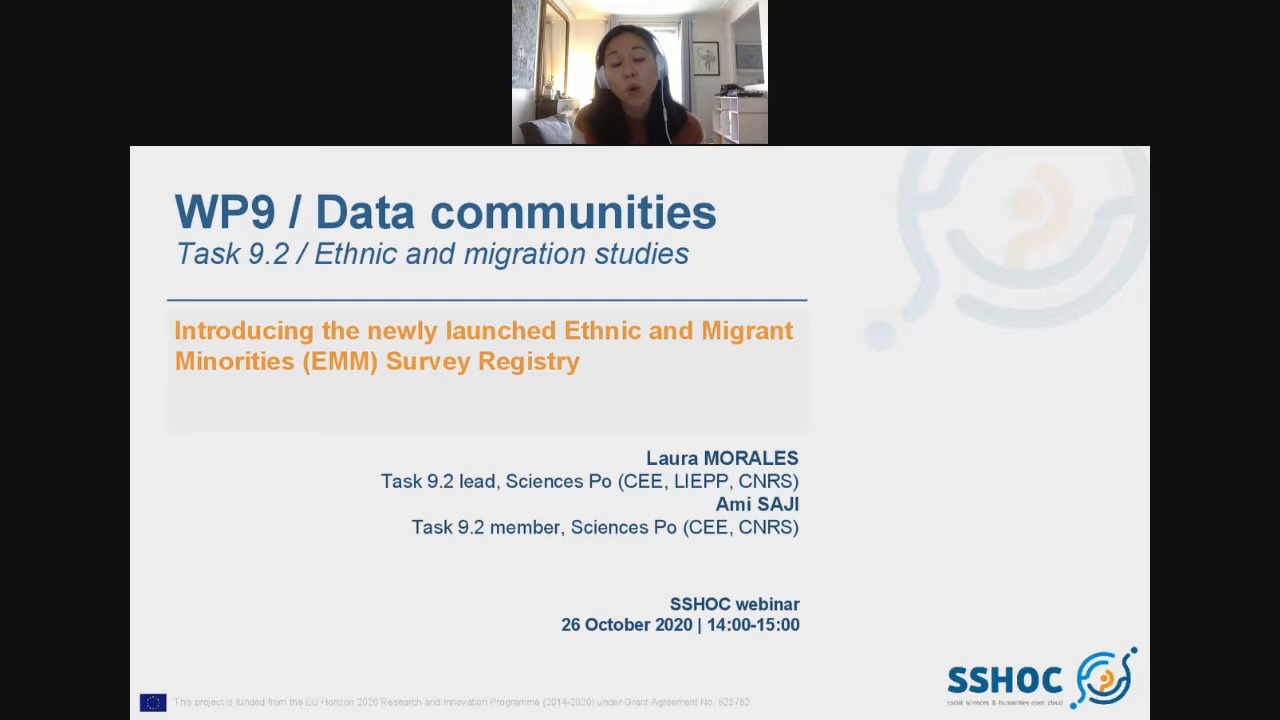 WP9 / Data communities
Task 9.2 / Ethnic and migration studies
Introducing the newly launched Ethnic and Migrant
Minorities (EMM) Survey Registry
Laura MORALES
Task 9.2 lead, Sciences Po (CEE, LIEPP, CNRS)
Ami SAJI
Task 9.2 member, Sciences Po (CEE, CNRS)
SSHOC webinar
26 October 2020 | 14:00-15:00
SSHOC
social sciences & humanities open cloud
This project is funded from the EU Horizon 2020 Research and Innovation Programme (2014-2020) under Grant Agreement No. 823782